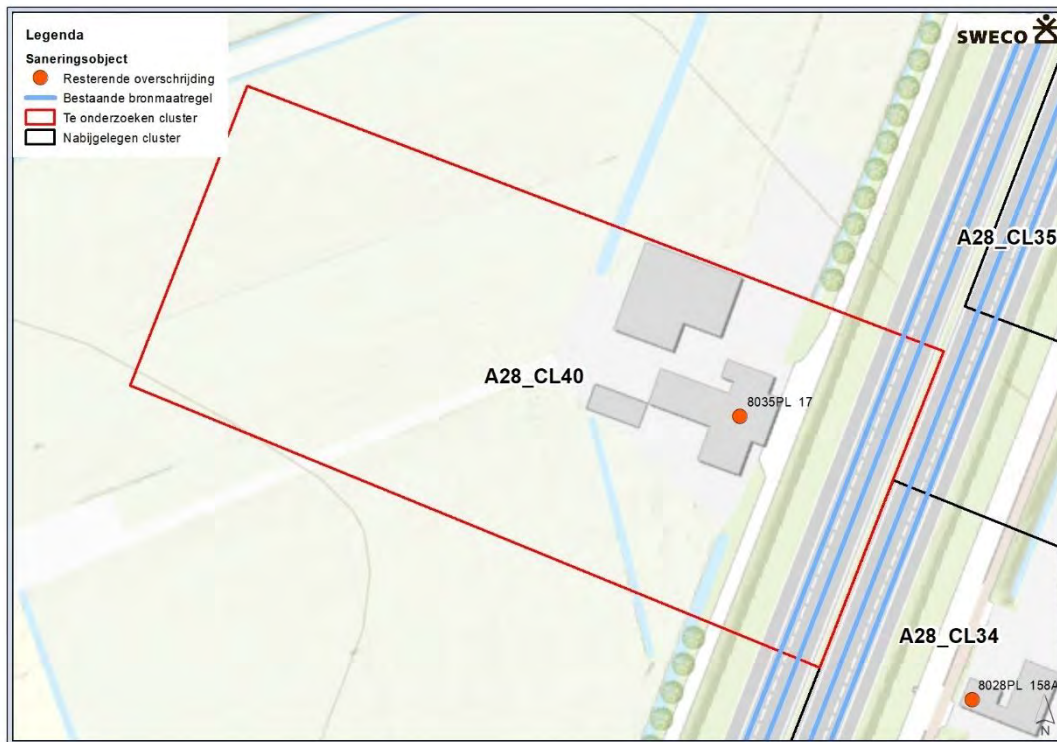 Legenda
Saneringsobject
Resterende overschrijding
Bestaande bronmaatregel
Te onderzoeken cluster
Nabijgelegen cluster
SWECO
A28_CL35
A28_CL40
8035PL 17
A28_CL34
8028PL 158A
N